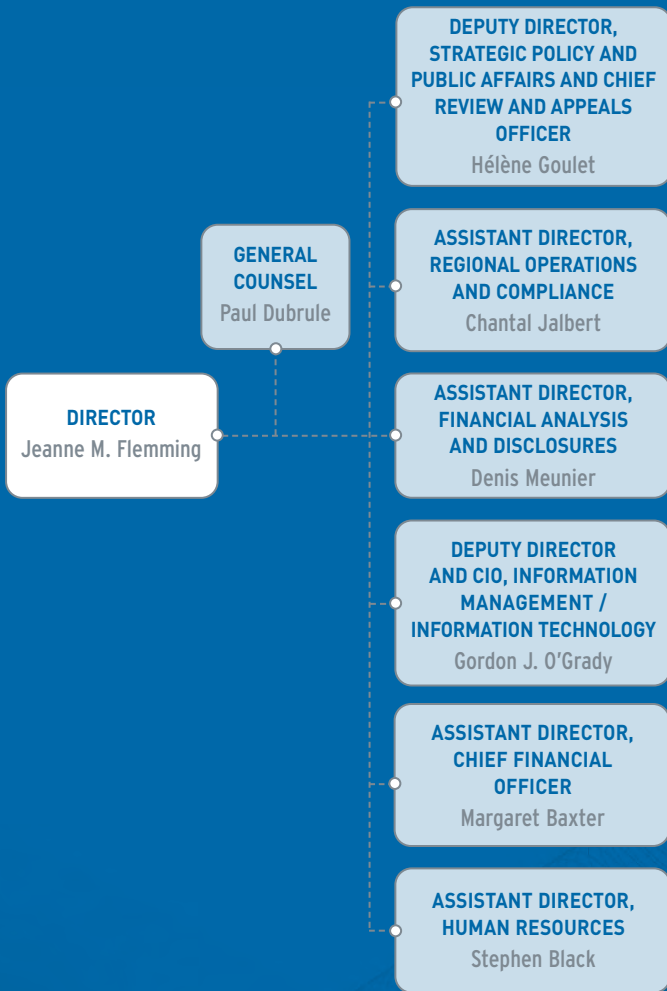 DIRECTOR
Jeanne M. Flemming
GENERAL
COUNSEL
Paul Dubrule
DEPUTY DIRECTOR,
STRATEGIC POLICY AND
PUBLIC AFFAIRS AND CHIEF
REVIEW AND APPEALS
OFFICER
Hélène Goulet
ASSISTANT DIRECTOR,
REGIONAL OPERATIONS
AND COMPLIANCE
Chantal Jalbert
ASSISTANT DIRECTOR,
FINANCIAL ANALYSIS
AND DISCLOSURES
Denis Meunier
DEPUTY DIRECTOR
AND CIO, INFORMATION
MANAGEMENT /
INFORMATION TECHNOLOGY
Gordon J. O'Grady
ASSISTANT DIRECTOR,
CHIEF FINANCIAL
OFFICER
Margaret Baxter
ASSISTANT DIRECTOR,
HUMAN RESOURCES
Stephen Black